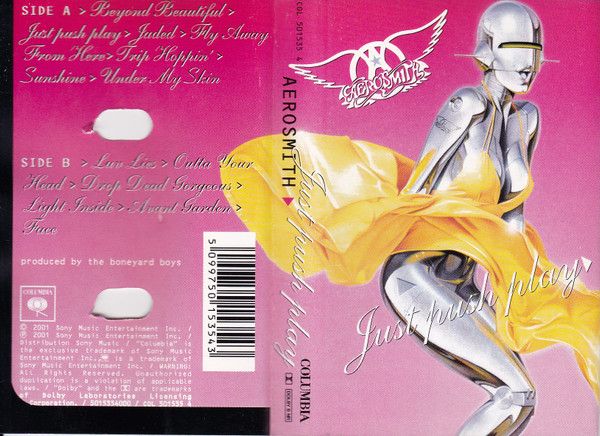 SIDE A > Beyond Beautiful >
Just push play > Jaded > Fly Away
From Here > Trip Hoppin' >
Sunshine > Under My Skin
SIDE B > Luv Lies > Outta Your
Head > Drop Dead Gorgeous >
Light Inside > Avant Garden >
Face
produced by the boneyard boys
COLUMBIA
© 2001 Sony Music Entertainment Inc. /
℗ 2001 Sony Music Entertainment Inc. /
Distribution Sony Music / "Columbia" is
the exclusive trademark of Sony Music
Entertainment Inc., is a trademark of
Sony Music Entertainment Inc. / WARNING:
All Rights Reserved. Unauthorized
duplication is a violation of applicable
laws. / "Dolby" and the are trademarks
of Dolby Laboratories Licensing
Corporation. / 5015334000 / COL 501535 4
5 099750 153543
COL 501535 4
AEROSMITH
Just push play
COLUMBIA
DOLBY B NR
AEROSMITH
Just push play